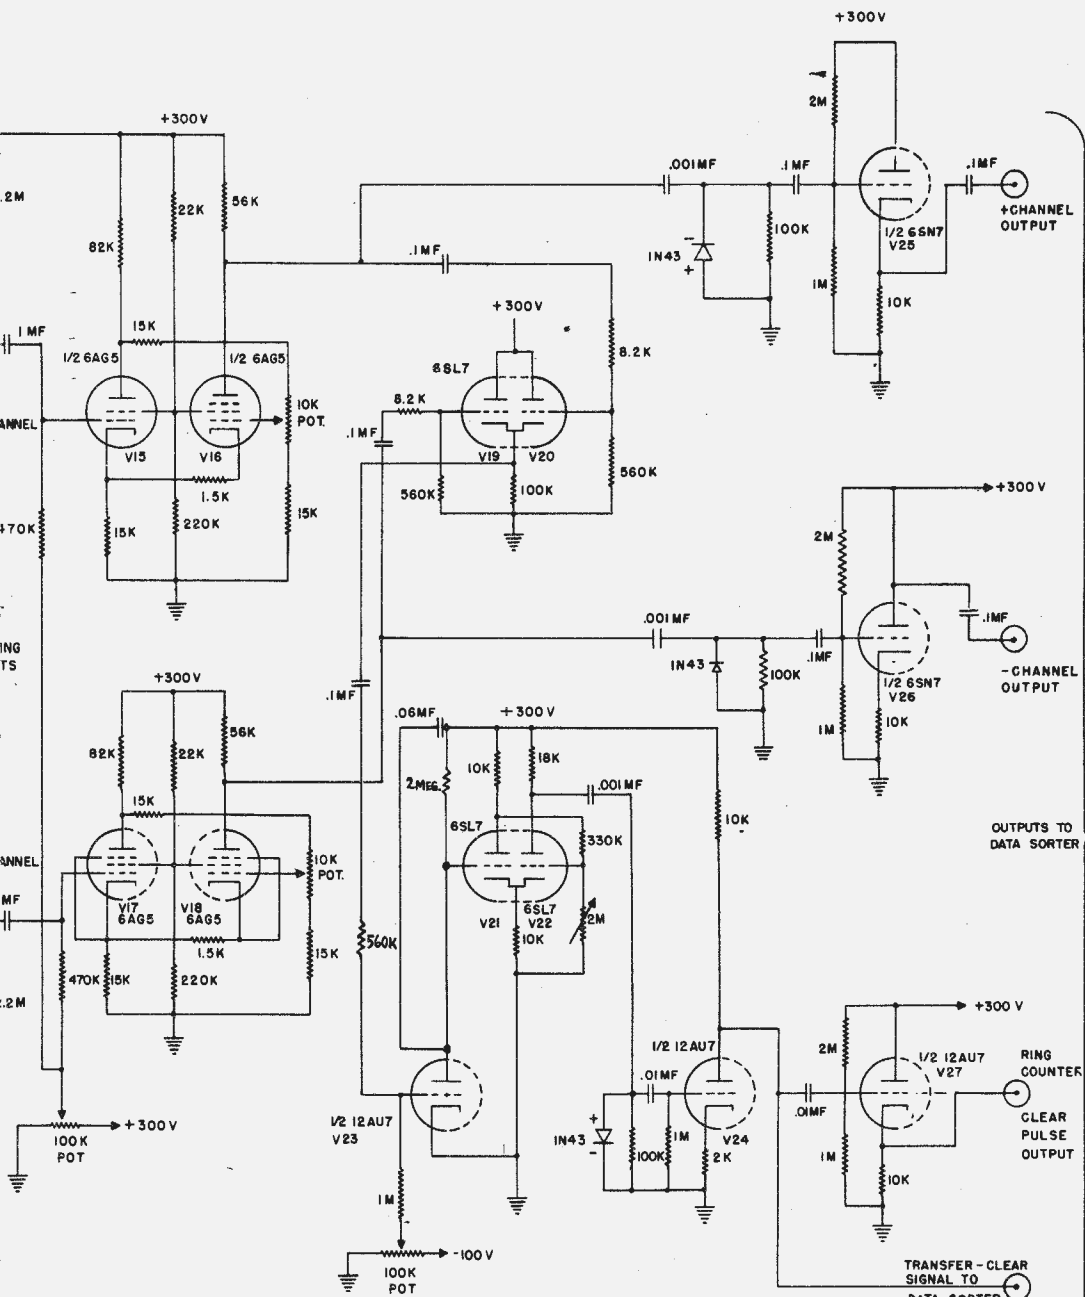 +300V
2M
.1MF
1/2 6SN7
V25
+CHANNEL
OUTPUT
1M
10K
.001MF
.1MF
1N43
-
+
100K
+300V
.2M
22K
56K
82K
.1MF
15K
1 MF
1/2 6AG5
1/2 6AG5
10K
POT.
ANNEL
V15
V16
1.5K
470K
15K
220K
15K
+300V
8.2K
6SL7
8.2K
.1MF
V19
V20
560K
100K
560K
+300V
2M
.1MF
.001MF
1N43
100K
.1MF
1/2 6SN7
V26
-CHANNEL
OUTPUT
1M
10K
ING
TS
+300V
56K
82K
22K
15K
ANNEL
10K
POT.
MF
V17
6AG5
V18
6AG5
1.5K
470K
15K
220K
15K
.2M
.1MF
.06MF
+300V
10K
18K
2MEG.
.001MF
6SL7
330K
10K
OUTPUTS TO
DATA SORTER
V21
6SL7
V22
2M
10K
560K
100K
POT
+300V
1/2 12AU7
V23
1M
-100V
100K
POT
1/2 12AU7
.01MF
+
1N43
-
100K
1M
V24
2K
+300V
2M
1/2 12AU7
V27
RING
COUNTER
.01MF
CLEAR
PULSE
OUTPUT
1M
10K
TRANSFER-CLEAR
SIGNAL TO
DATA SORTER